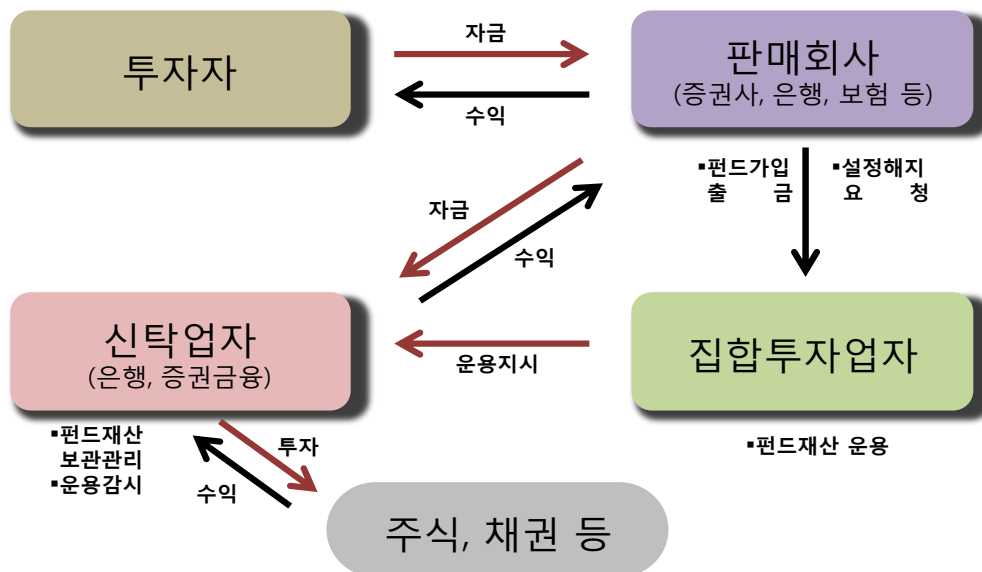 투자자
자금
수익
판매회사
(증권사, 은행, 보험 등)
▪펀드가입
출 금
▪설정해지
요 청
자금
수익
신탁업자
(은행, 증권금융)
운용지시
집합투자업자
▪펀드재산
보관관리
▪운용감시
투자
수익
▪펀드재산 운용
주식, 채권 등